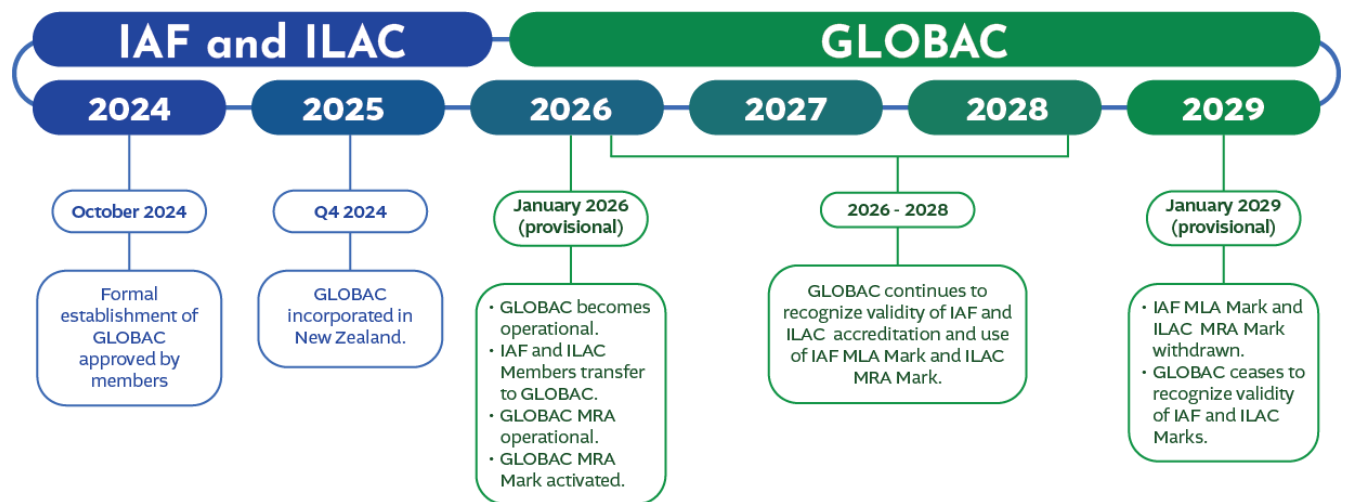 IAF and ILAC
GLOBAC
2024
2025
2026
2027
2028
2029
October 2024
Formal
establishment of
GLOBAC
approved by
members
Q4 2024
GLOBAC
incorporated in
New Zealand.
January 2026
(provisional)
• GLOBAC becomes
operational.
• IAF and ILAC
Members transfer
to GLOBAC.
• GLOBAC MRA
operational.
• GLOBAC MRA
Mark activated.
2026 - 2028
GLOBAC continues to
recognize validity of IAF and
ILAC accreditation and use
of IAF MLA Mark and ILAC
MRA Mark.
January 2029
(provisional)
• IAF MLA Mark and
ILAC MRA Mark
withdrawn.
• GLOBAC ceases to
recognize validity
of IAF and ILAC
Marks.